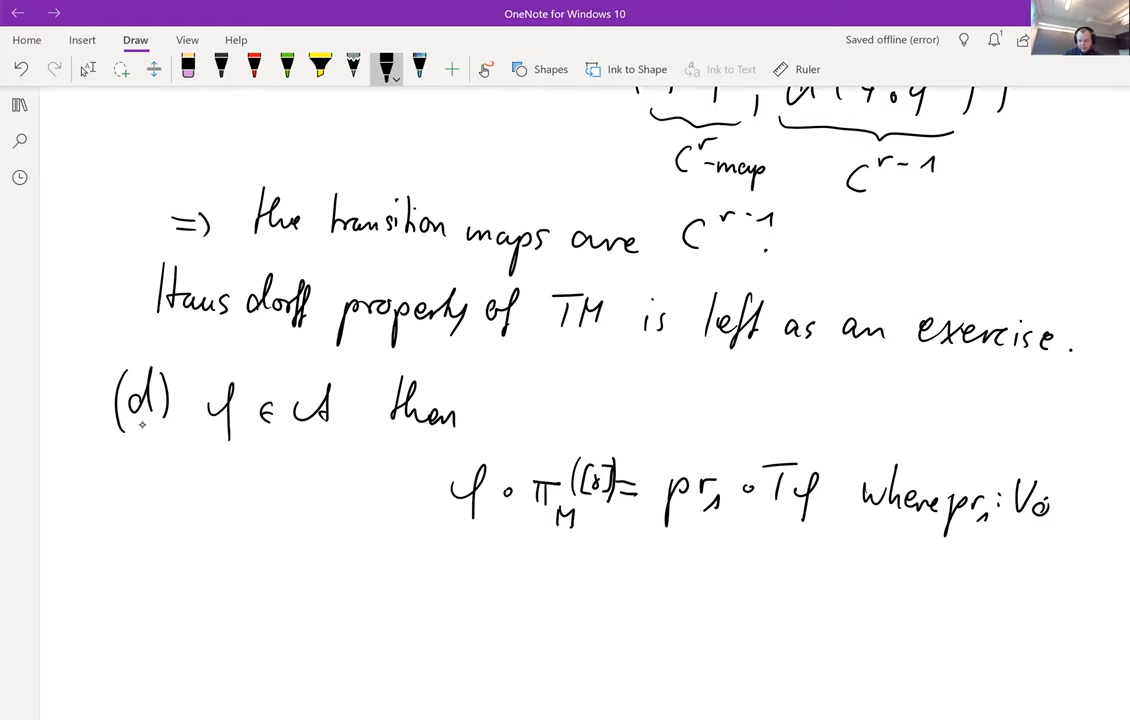 OneNote for Windows 10
Home Insert Draw View Help
Saved offline (error)
Shapes Ink to Shape Ink to Text Ruler
C^r-map C^{r-1}
=> the transition maps are C^{r-1}.
Hausdorff property of TM is left as an exercise.
(d) φ ∈ A then
φ ∘ π_M([γ]) = pr_1 ∘ Tφ where pr_1 :